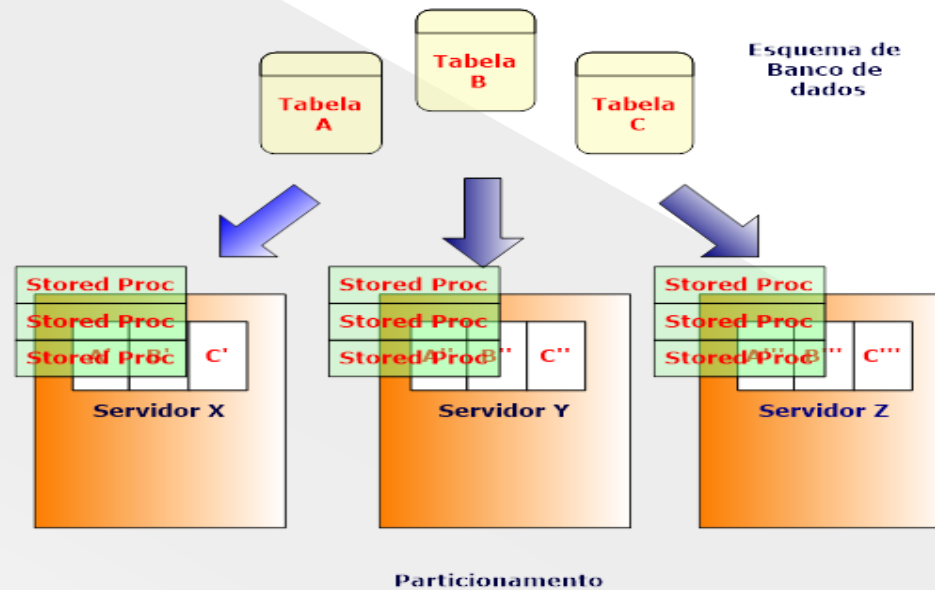 Tabela
A
Tabela
B
Tabela
C
Esquema de
Banco de
dados
Stored Proc
Stored Proc
Stored Proc
A' B' C'
Servidor X
Stored Proc
Stored Proc
Stored Proc
A'' B'' C''
Servidor Y
Stored Proc
Stored Proc
Stored Proc
A''' B''' C'''
Servidor Z
Particionamento